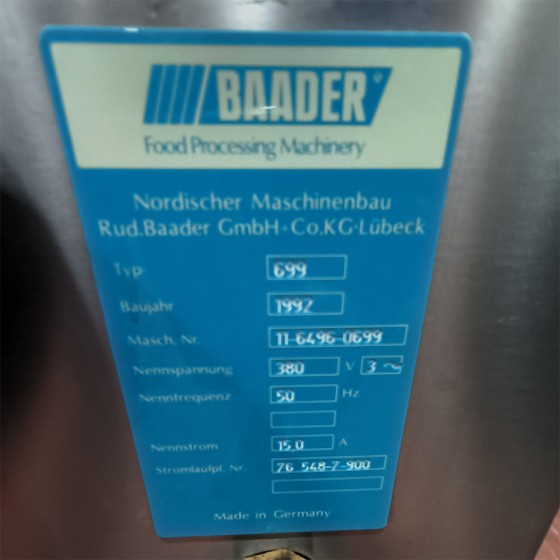 BAADER®
Food Processing Machinery
Nordischer Maschinenbau
Rud.Baader GmbH+Co.KG·Lübeck
Typ 699
Baujahr 1992
Masch. Nr. 11-6496-0699
Nennspannung 380 V 3~
Nennfrequenz 50 Hz
Nennstrom 15,0 A
Stromlaufpl. Nr. 76 548-7-900
Made in Germany